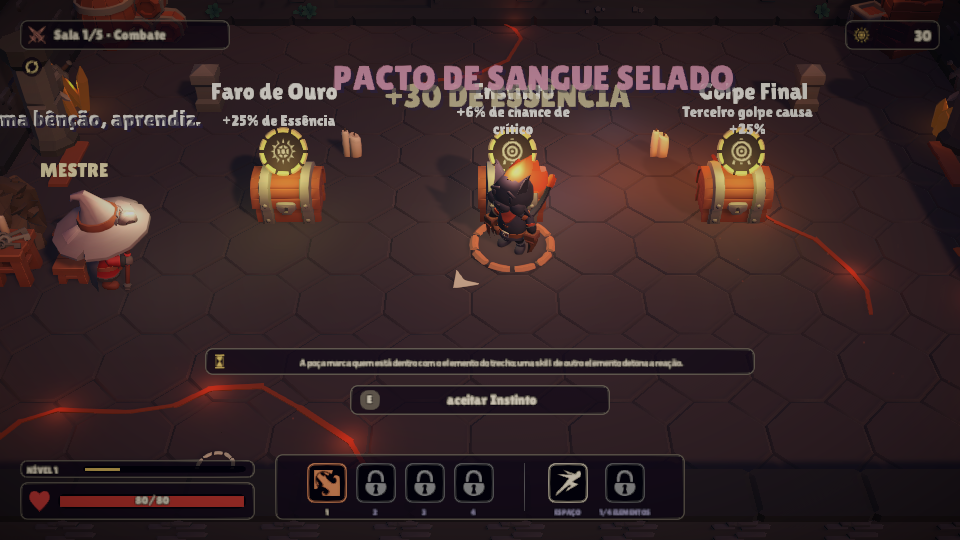 Sala 1/5 - Combate
30
PACTO DE SANGUE SELADO
+30 DE ESSÊNCIA
Faro de Ouro
+25% de Essência
Instinto
+6% de chance de
crítico
Golpe Final
Terceiro golpe causa
+35%
ma bênção, aprendiz.
MESTRE
A poça marca quem está dentro com o elemento do trecho; uma skill de outro elemento detona a reação.
E
aceitar Instinto
NÍVEL 1
80/80
1
2
3
4
ESPAÇO
1/4 ELEMENTOS